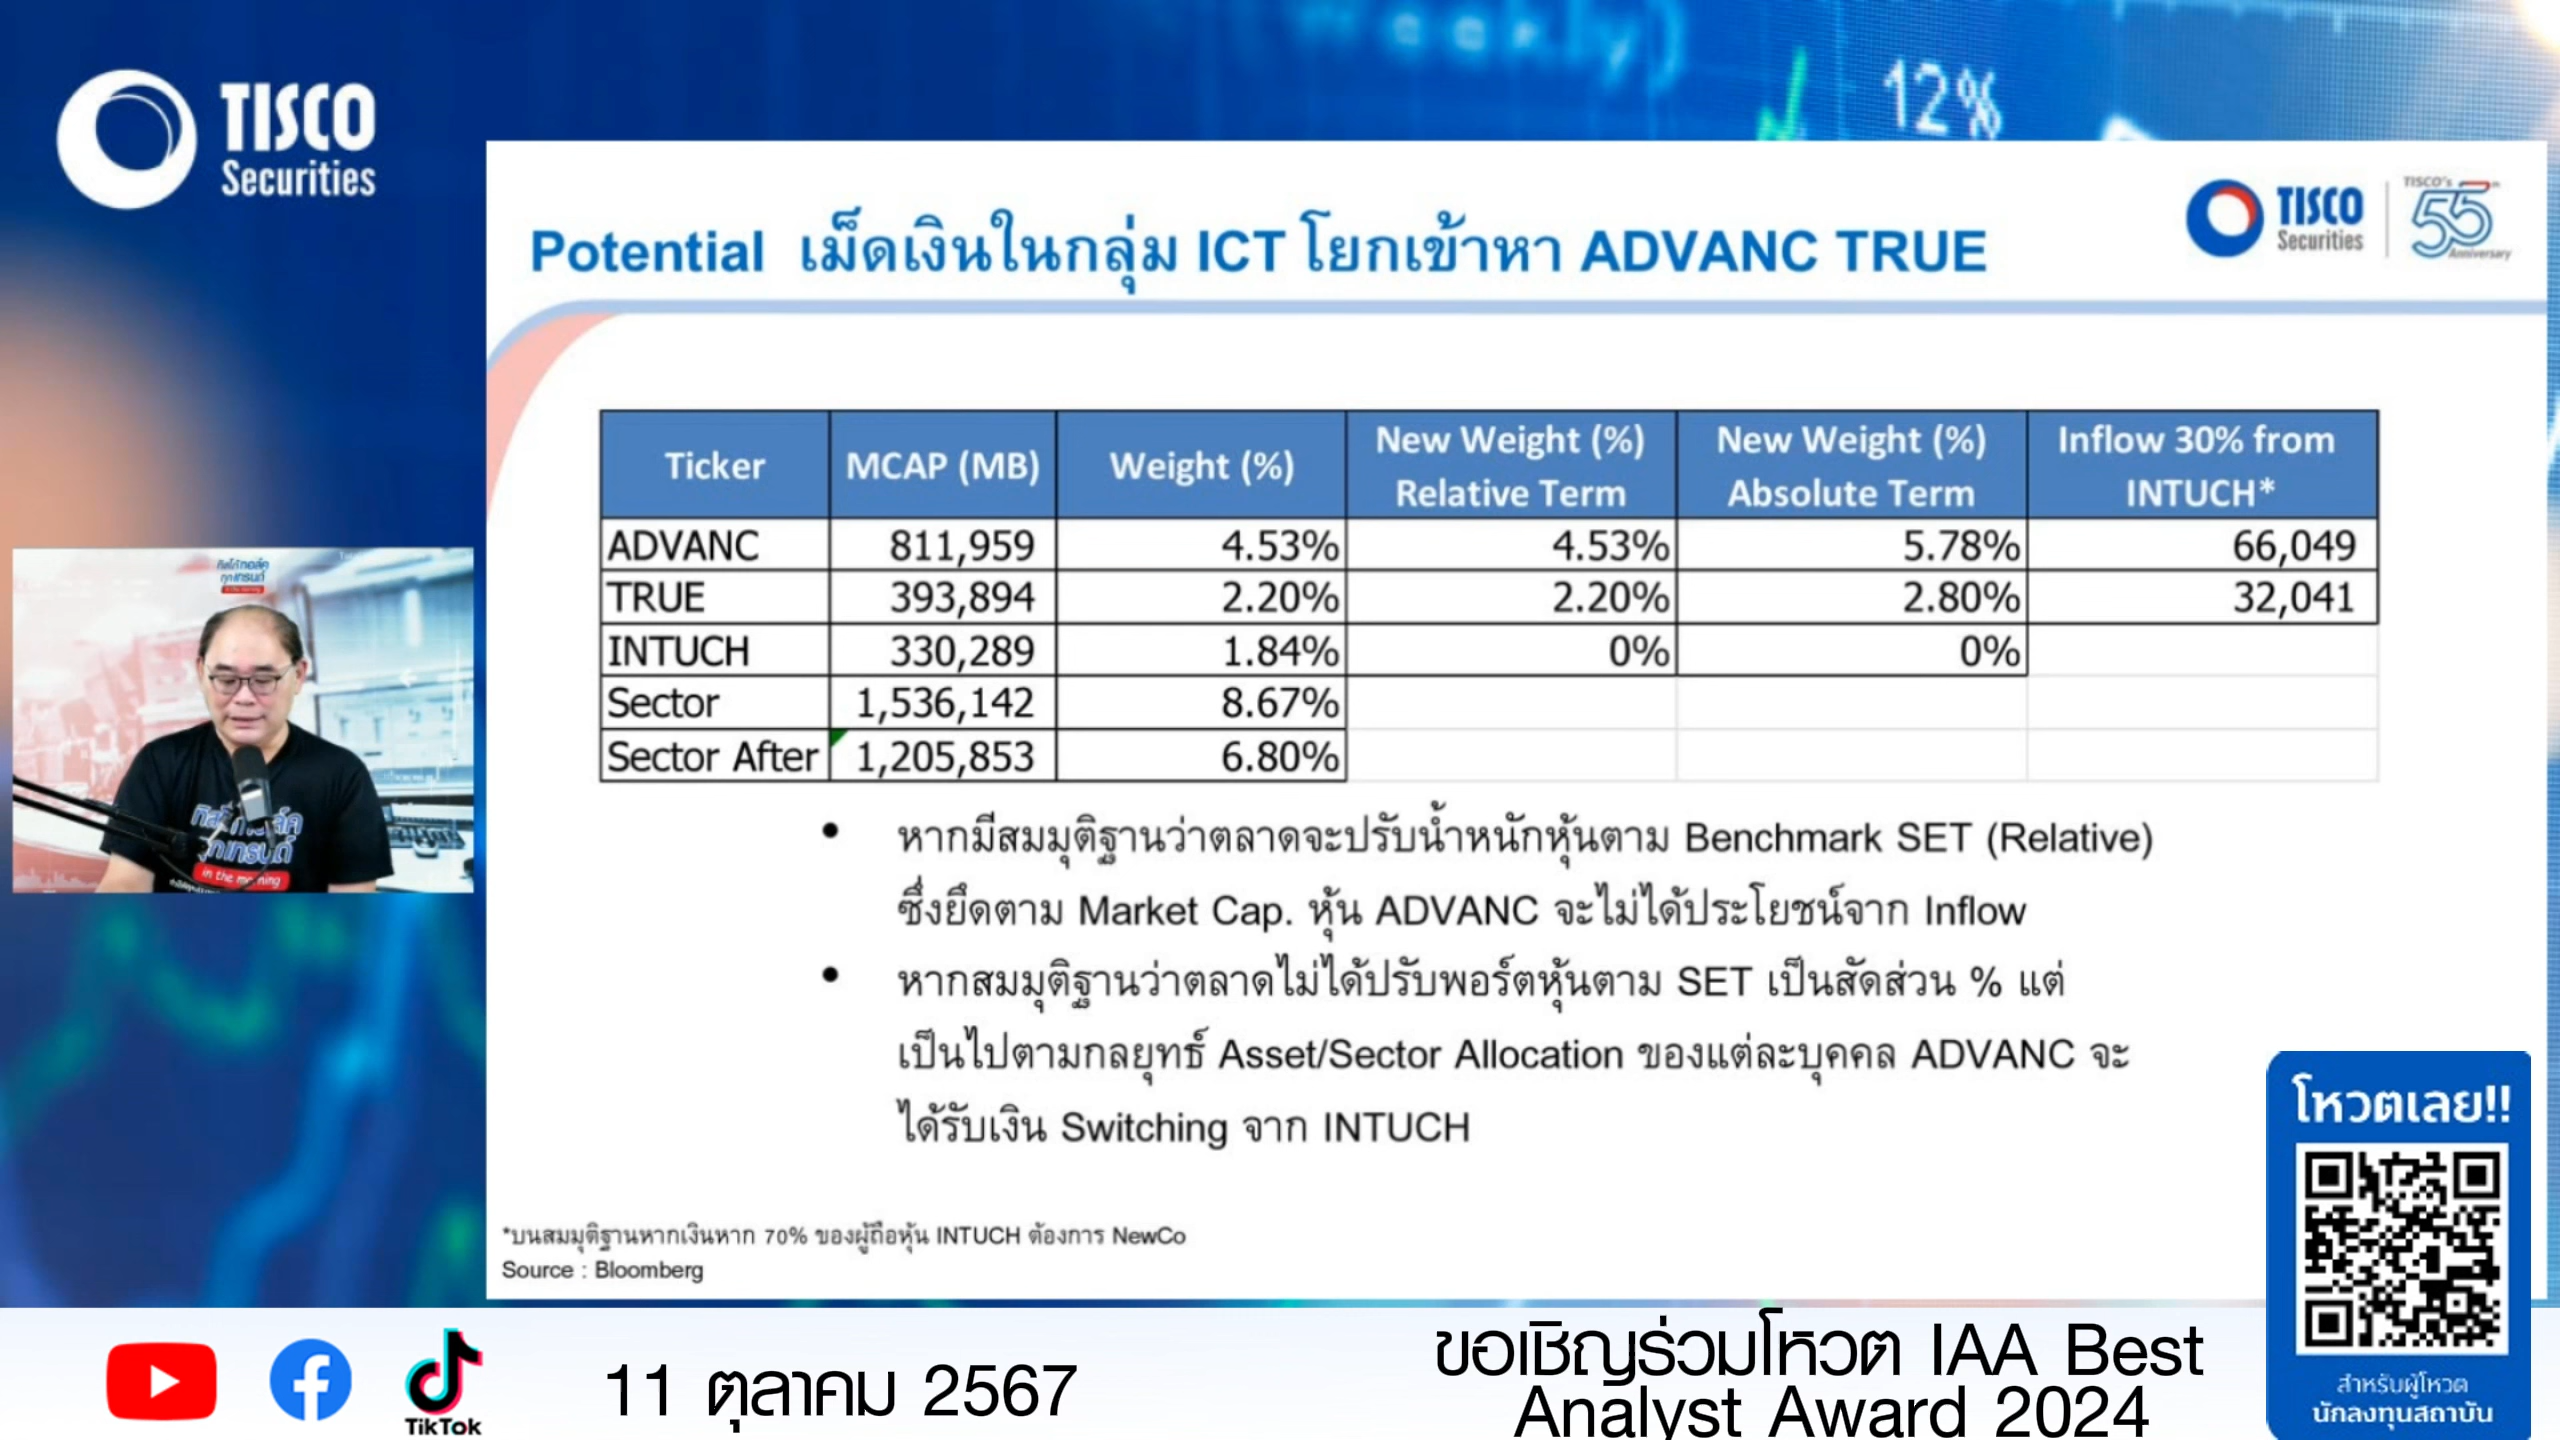 TISCO
Securities
12%
TISCO
Securities
TISCO's
55th
Anniversary
Potential เม็ดเงินในกลุ่ม ICT โยกเข้าหา ADVANC TRUE
Ticker MCAP (MB) Weight (%) New Weight (%) Relative Term New Weight (%) Absolute Term Inflow 30% from INTUCH*
ADVANC 811,959 4.53% 4.53% 5.78% 66,049
TRUE 393,894 2.20% 2.20% 2.80% 32,041
INTUCH 330,289 1.84% 0% 0%
Sector 1,536,142 8.67%
Sector After 1,205,853 6.80%
• หากมีสมมุติฐานว่าตลาดจะปรับน้ำหนักหุ้นตาม Benchmark SET (Relative)
ซึ่งยึดตาม Market Cap. หุ้น ADVANC จะไม่ได้ประโยชน์จาก Inflow
• หากสมมุติฐานว่าตลาดไม่ได้ปรับพอร์ตหุ้นตาม SET เป็นสัดส่วน % แต่
เป็นไปตามกลยุทธ์ Asset/Sector Allocation ของแต่ละบุคคล ADVANC จะ
ได้รับเงิน Switching จาก INTUCH
*บนสมมุติฐานหากเงินหาก 70% ของผู้ถือหุ้น INTUCH ต้องการ NewCo
Source : Bloomberg
in the morning
โหวตเลย!!
สำหรับผู้โหวต
นักลงทุนสถาบัน
TikTok
11 ตุลาคม 2567
ขอเชิญร่วมโหวต IAA Best
Analyst Award 2024